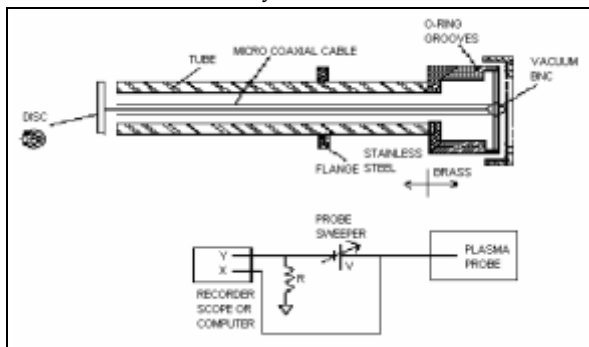 O-RING
GROOVES
TUBE
MICRO COAXIAL CABLE
VACUUM
BNC
DISC
FLANGE
STAINLESS
STEEL
BRASS
PROBE
SWEEPER
Y
X
V
R
PLASMA
PROBE
RECORDER
SCOPE OR
COMPUTER